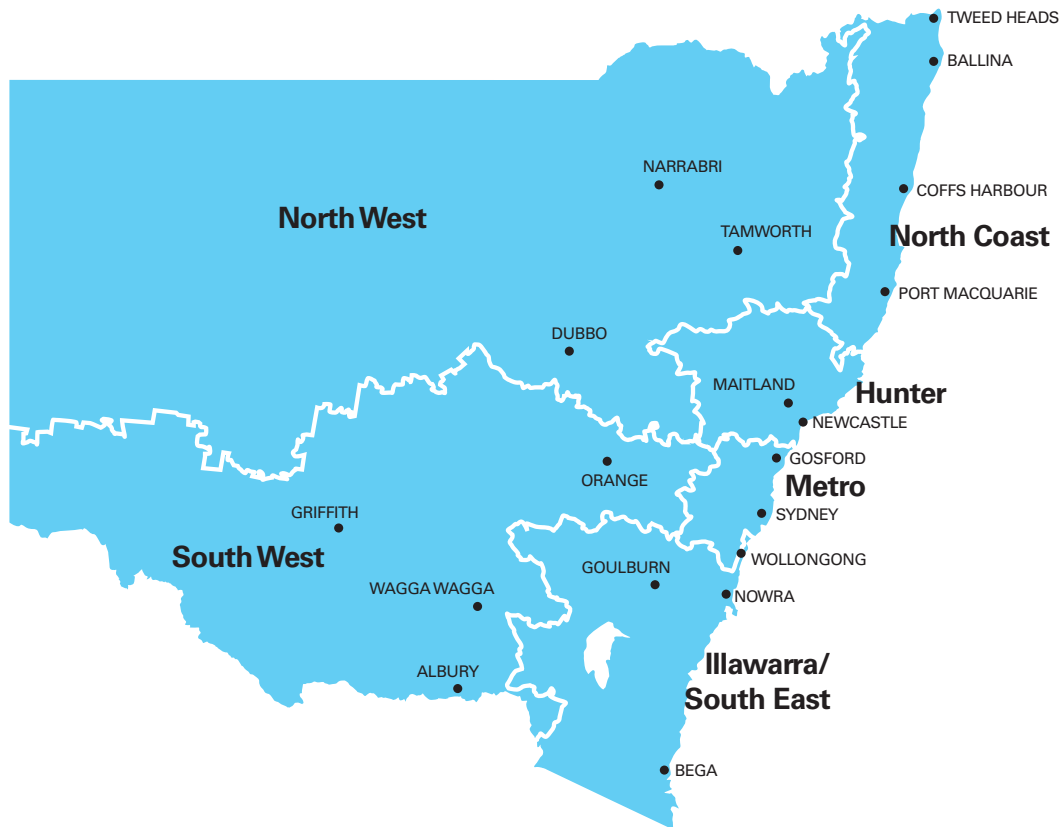 TWEED HEADS
BALLINA
NARRABRI
COFFS HARBOUR
North West
TAMWORTH
North Coast
PORT MACQUARIE
DUBBO
MAITLAND
Hunter
NEWCASTLE
GOSFORD
ORANGE
Metro
GRIFFITH
SYDNEY
South West
WOLLONGONG
GOULBURN
WAGGA WAGGA
NOWRA
Illawarra/
South East
ALBURY
BEGA